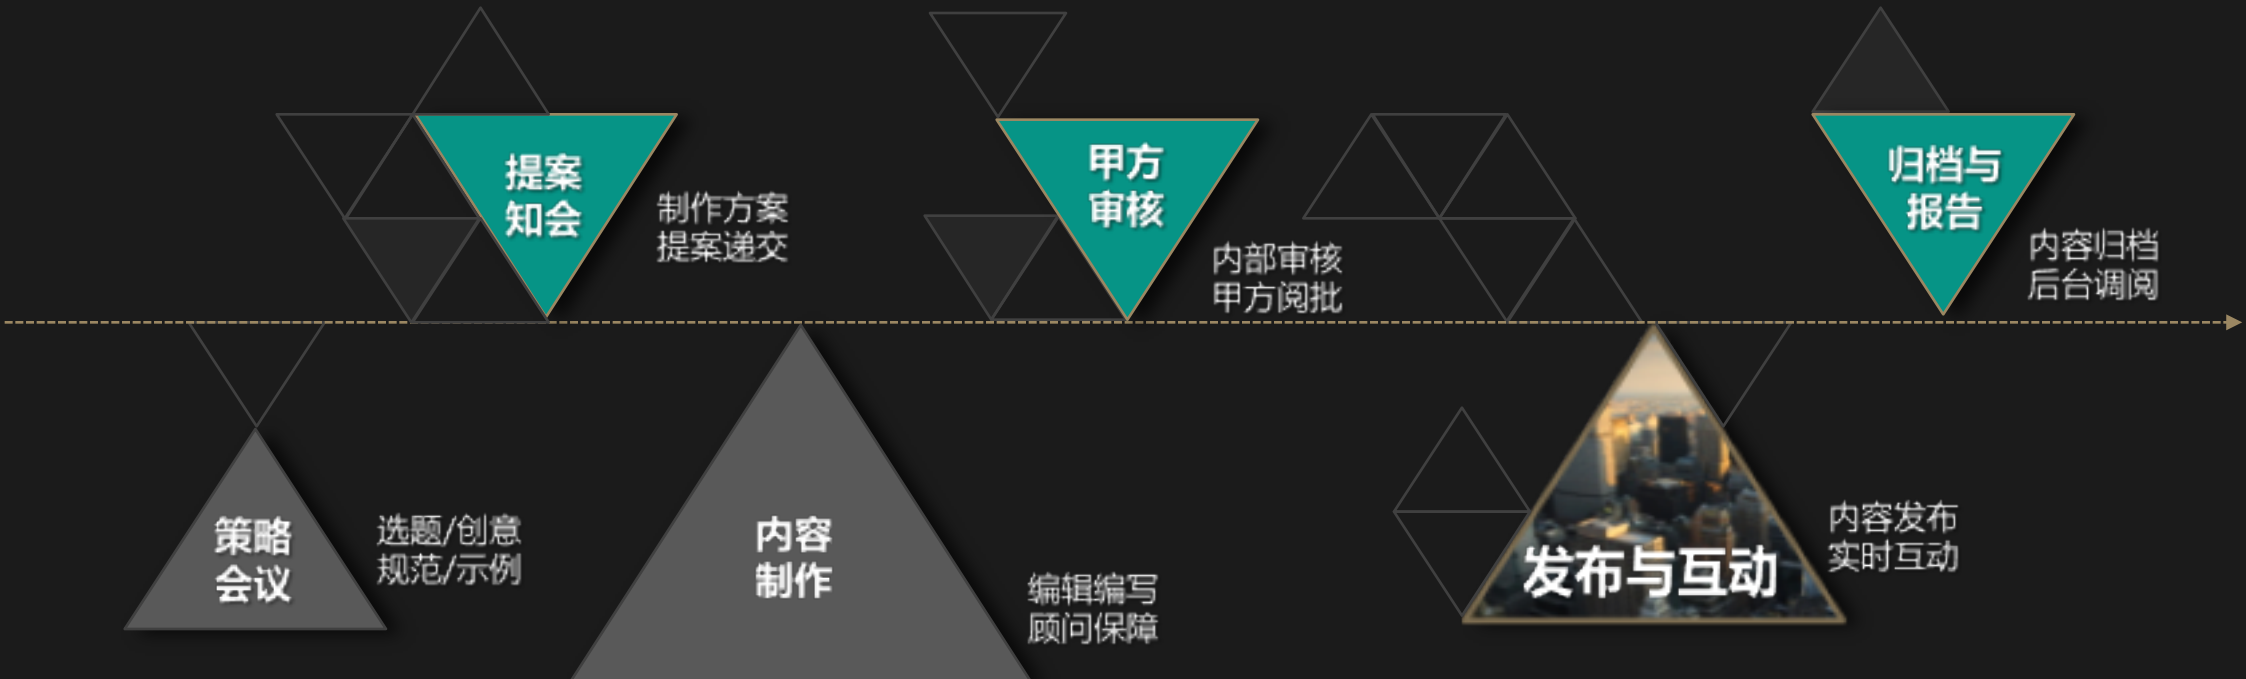 策略
会议
选题/创意
规范/示例
提案
知会
制作方案
提案递交
内容
制作
编辑编写
顾问保障
甲方
审核
内部审核
甲方阅批
发布与互动
内容发布
实时互动
归档与
报告
内容归档
后台调阅